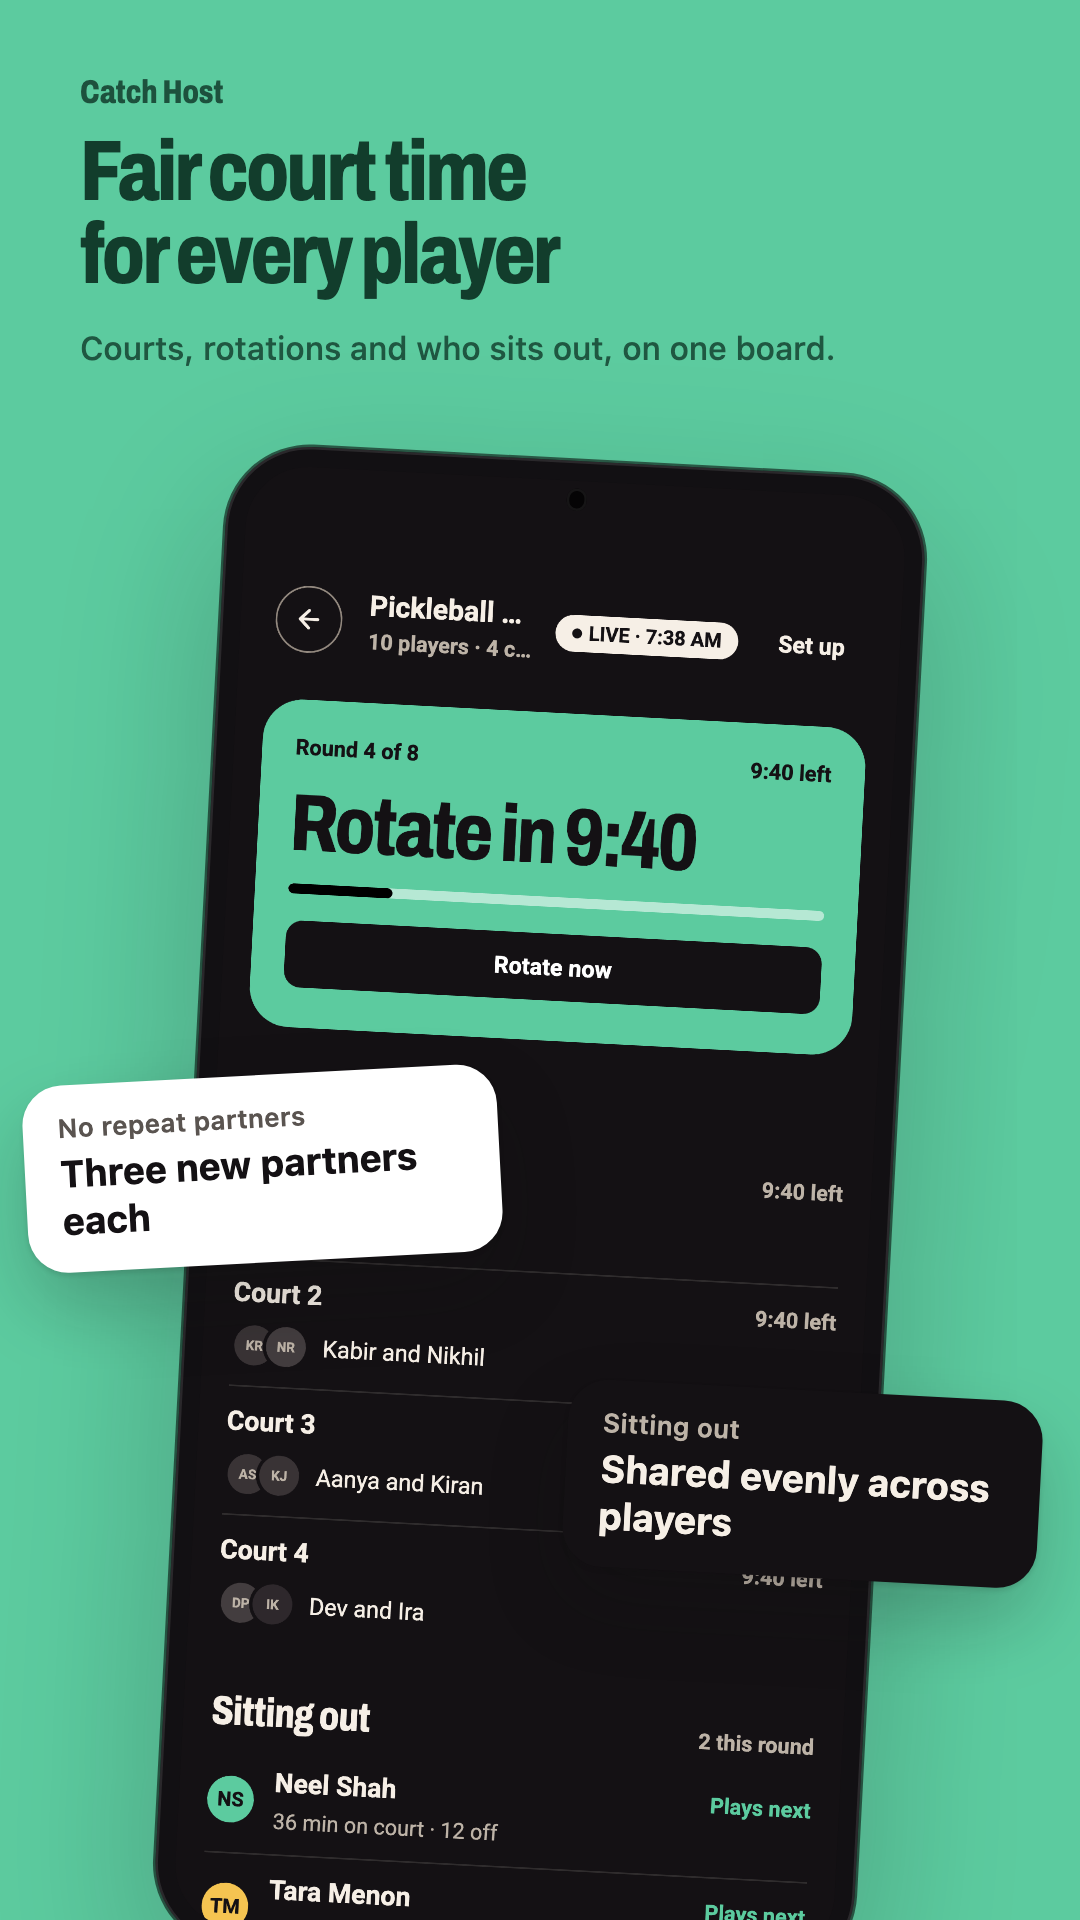 Catch Host
Fair court time
for every player
Courts, rotations and who sits out, on one board.
Pickleball ...
10 players · 4 c...
• LIVE · 7:38 AM
Set up
Round 4 of 8
9:40 left
Rotate in 9:40
Rotate now
No repeat partners
Three new partners
each
9:40 left
Court 2
9:40 left
KR
NR
Kabir and Nikhil
Court 3
AS
KJ
Aanya and Kiran
Sitting out
Shared evenly across
players
Court 4
9:40 left
DP
IK
Dev and Ira
Sitting out
2 this round
NS
Neel Shah
36 min on court · 12 off
Plays next
TM
Tara Menon
Plays next